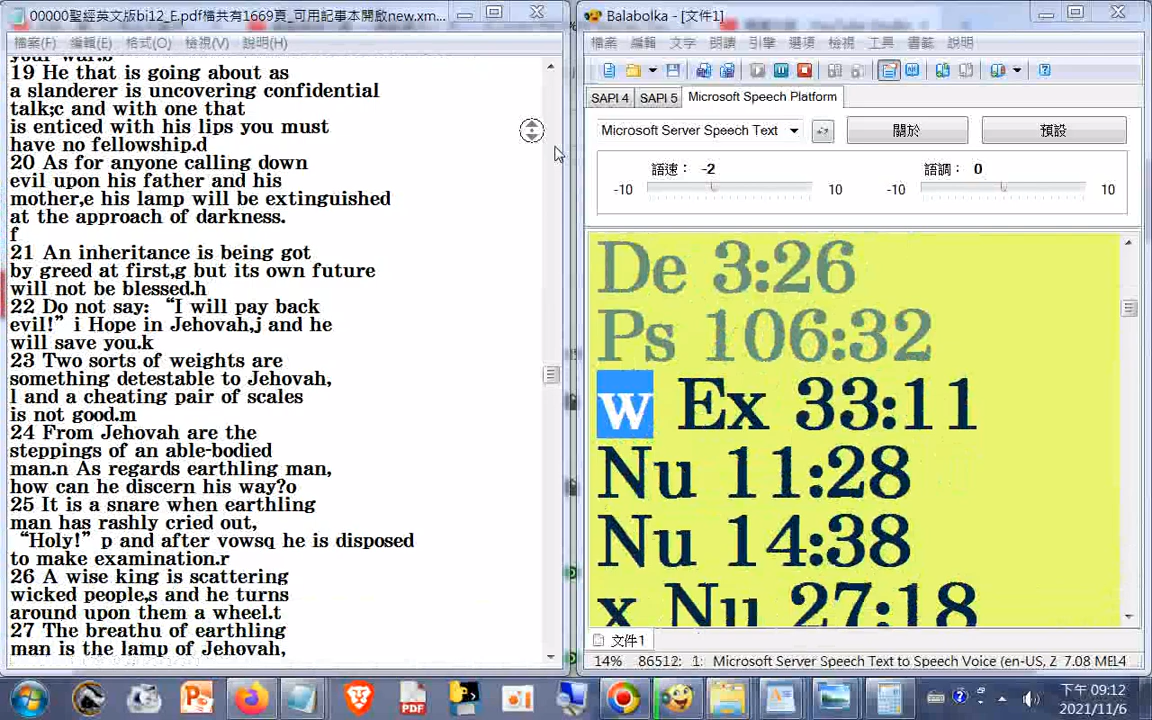 00000聖經英文版bi12_E.pdf檔共有1669頁_可用記事本開啟new.xm...
檔案(F) 編輯(E) 格式(O) 檢視(V) 說明(H)
your war.b
19 He that is going about as
a slanderer is uncovering confidential
talk;c and with one that
is enticed with his lips you must
have no fellowship.d
20 As for anyone calling down
evil upon his father and his
mother,e his lamp will be extinguished
at the approach of darkness.
f
21 An inheritance is being got
by greed at first,g but its own future
will not be blessed.h
22 Do not say: “I will pay back
evil!” i Hope in Jehovah,j and he
will save you.k
23 Two sorts of weights are
something detestable to Jehovah,
l and a cheating pair of scales
is not good.m
24 From Jehovah are the
steppings of an able-bodied
man.n As regards earthling man,
how can he discern his way?o
25 It is a snare when earthling
man has rashly cried out,
“Holy!” p and after vowsq he is disposed
to make examination.r
26 A wise king is scattering
wicked people,s and he turns
around upon them a wheel.t
27 The breathu of earthling
man is the lamp of Jehovah,
Balabolka - [文件1]
檔案 編輯 文字 朗讀 引擎 選項 檢視 工具 書籤 說明
SAPI 4 SAPI 5 Microsoft Speech Platform
Microsoft Server Speech Text 關於 預設
語速： -2 語調： 0
-10 10 -10 10
De 3:26
Ps 106:32
w Ex 33:11
Nu 11:28
Nu 14:38
x Nu 27:18
文件1
14% 86512: 1: Microsoft Server Speech Text to Speech Voice (en-US, Z 7.08 ME 14
下午 09:12
2021/11/6